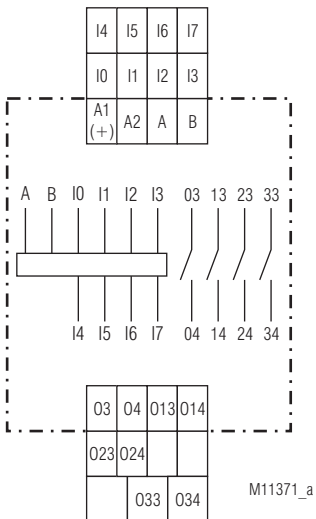 I4 I5 I6 I7
I0 I1 I2 I3
A1 (+) A2 A B
A B I0 I1 I2 I3 03 13 23 33
I4 I5 I6 I7 04 14 24 34
03 04 013 014
023 024
033 034
M11371_a